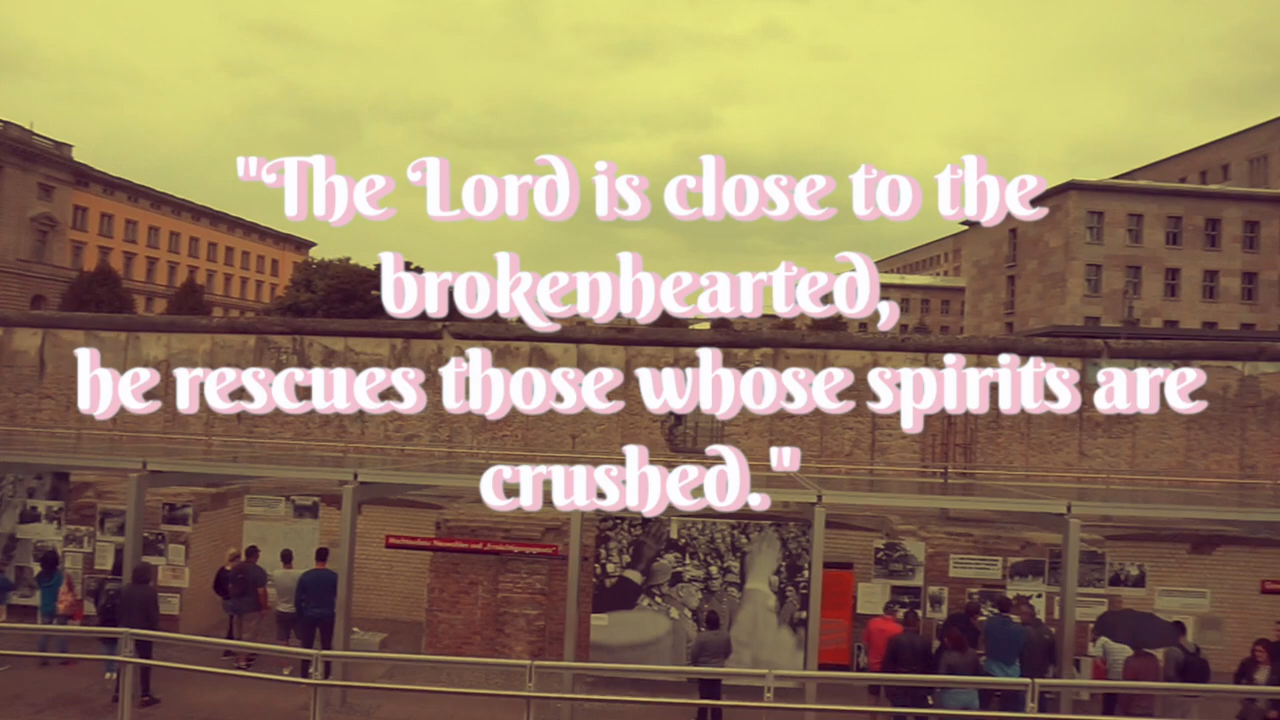 "The Lord is close to the
brokenhearted,
he rescues those whose spirits are
crushed."